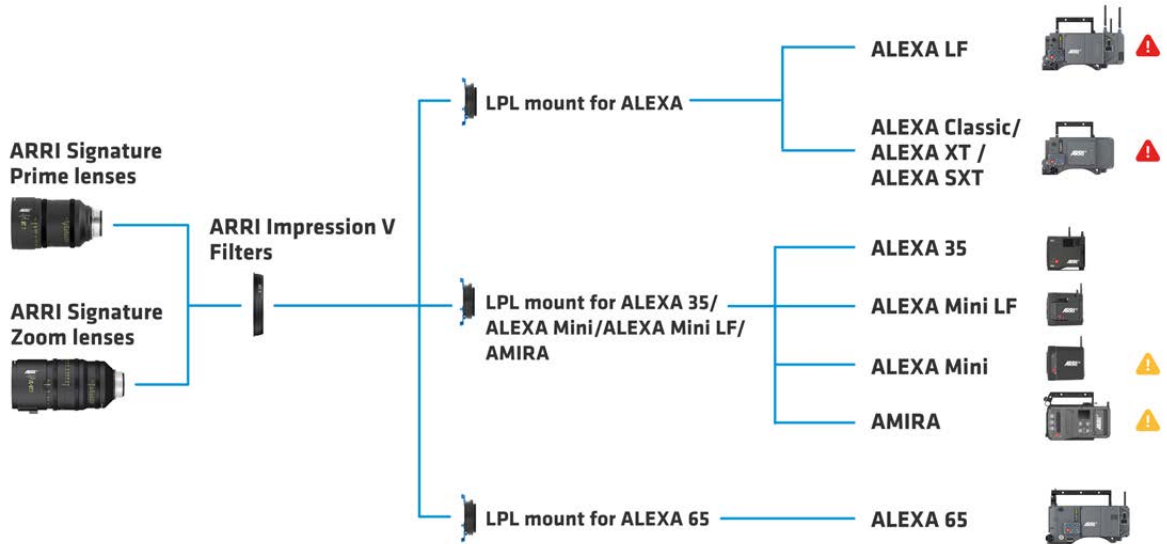 ARRI Signature
Prime lenses
ARRI Signature
Zoom lenses
ARRI Impression V
Filters
LPL mount for ALEXA
LPL mount for ALEXA 35/
ALEXA Mini/ALEXA Mini LF/
AMIRA
LPL mount for ALEXA 65
ALEXA LF
ALEXA Classic/
ALEXA XT /
ALEXA SXT
ALEXA 35
ALEXA Mini LF
ALEXA Mini
AMIRA
ALEXA 65